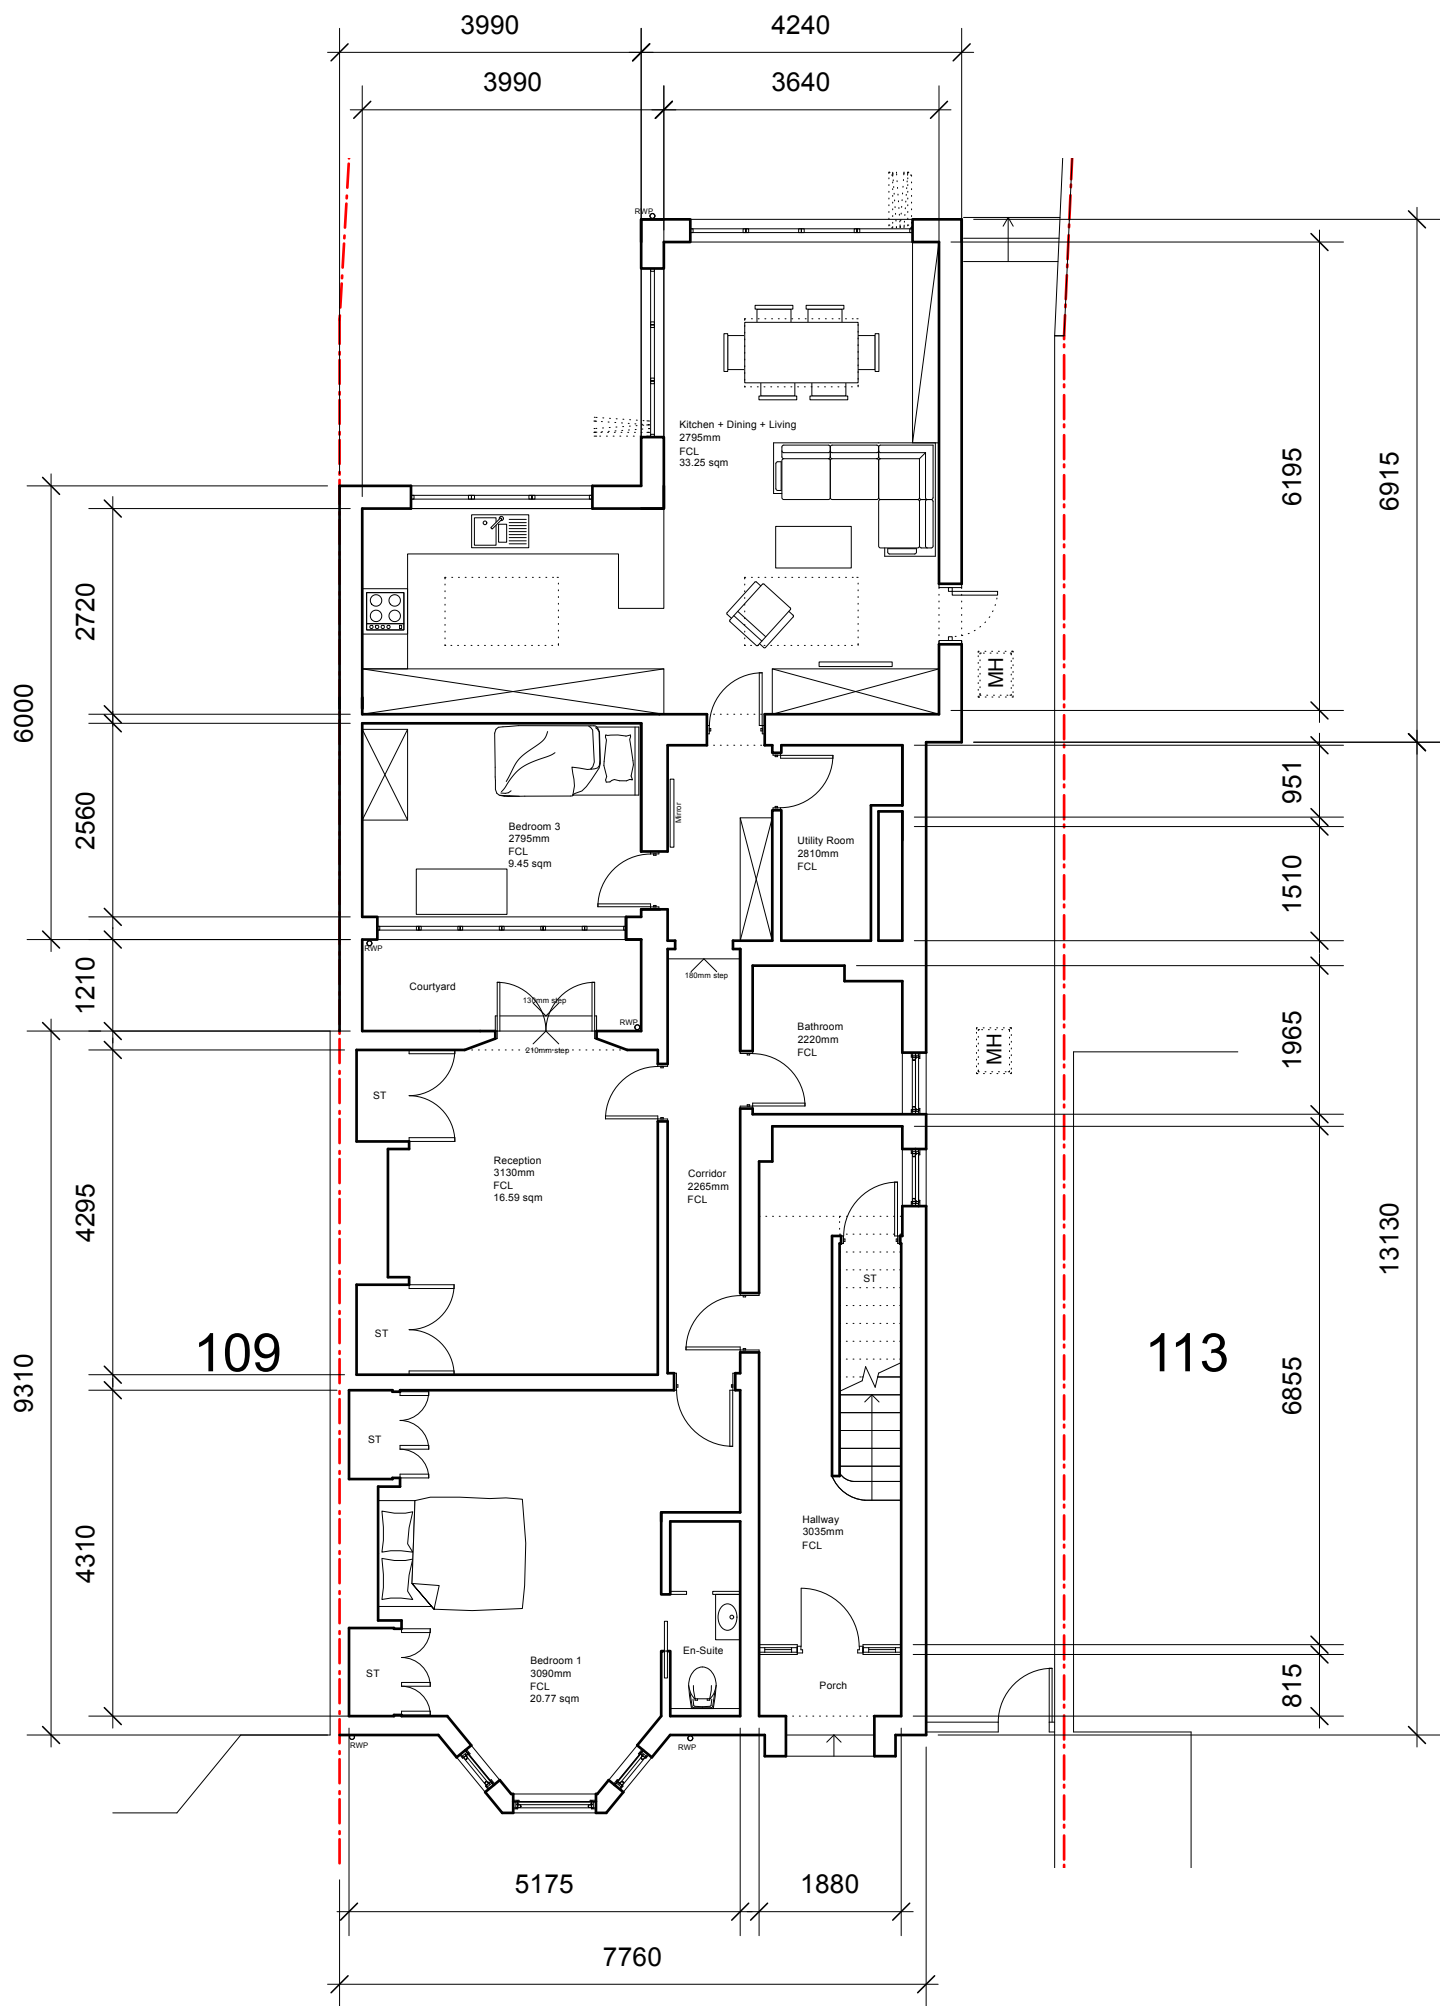 3990
4240
3990
3640
RWP
Kitchen + Dining + Living
2795mm
FCL
33.25 sqm
6195
6915
2720
6000
MH
2560
Bedroom 3
2795mm
FCL
9.45 sqm
Mirror
Utility Room
2810mm
FCL
951
1510
RWP
1210
Courtyard
130mm step
RWP
210mm step
180mm step
Bathroom
2220mm
FCL
MH
1965
ST
Reception
3130mm
FCL
16.59 sqm
Corridor
2265mm
FCL
4295
ST
13130
ST
109
113
9310
6855
ST
4310
Hallway
3035mm
FCL
En-Suite
Bedroom 1
3090mm
FCL
20.77 sqm
ST
Porch
815
RWP
RWP
5175
1880
7760